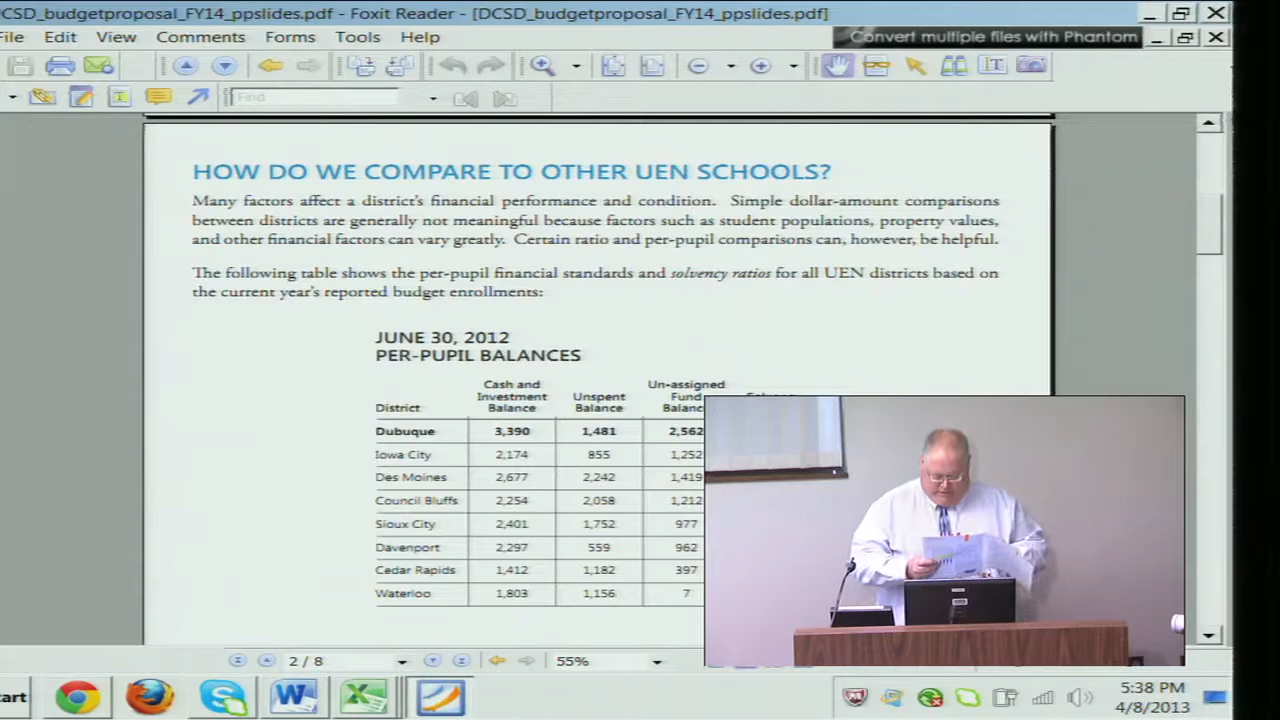 CSD_budgetproposal_FY14_ppslides.pdf - Foxit Reader - [DCSD_budgetproposal_FY14_ppslides.pdf]
File Edit View Comments Forms Tools Help
Convert multiple files with Phantom
Find
HOW DO WE COMPARE TO OTHER UEN SCHOOLS?
Many factors affect a district's financial performance and condition. Simple dollar-amount comparisons
between districts are generally not meaningful because factors such as student populations, property values,
and other financial factors can vary greatly. Certain ratio and per-pupil comparisons can, however, be helpful.
The following table shows the per-pupil financial standards and solvency ratios for all UEN districts based on
the current year's reported budget enrollments:
JUNE 30, 2012
PER-PUPIL BALANCES
District Cash and Investment Balance Unspent Balance Un-assigned Fund Balance
Dubuque 3,390 1,481 2,562
Iowa City 2,174 855 1,252
Des Moines 2,677 2,242 1,419
Council Bluffs 2,254 2,058 1,212
Sioux City 2,401 1,752 977
Davenport 2,297 559 962
Cedar Rapids 1,412 1,182 397
Waterloo 1,803 1,156 7
2 / 8
55%
tart
5:38 PM
4/8/2013